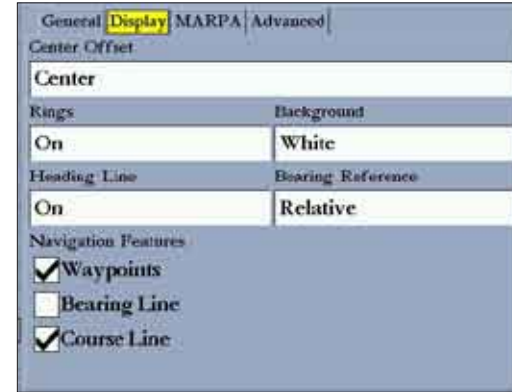 General Display MARPA Advanced
Center Offset
Center
Rings Background
On White
Heading Line Bearing Reference
On Relative
Navigation Features
Waypoints
Bearing Line
Course Line